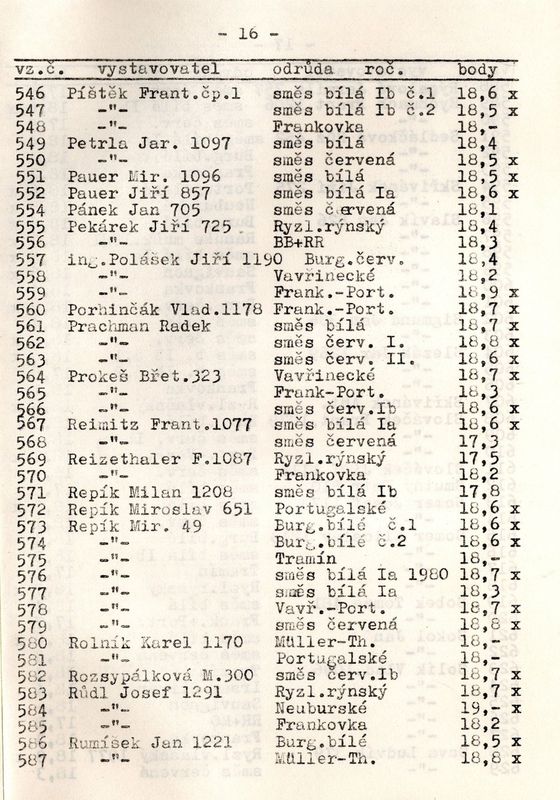 - 16 -
vz.č. vystavovatel odrůda roč. body
546 Píštěk Frant.čp.1 směs bílá Ib č.1 18,6 x
547 -"- směs bílá Ib č.2 18,5 x
548 -"- Frankovka 18,-
549 Petrla Jar. 1097 směs bílá 18,4
550 -"- směs červená 18,5 x
551 Pauer Mir. 1096 směs bílá 18,5 x
552 Pauer Jiří 857 směs bílá Ia 18,6 x
554 Pánek Jan 705 směs červená 18,1
555 Pekárek Jiří 725 Ryzl.rýnský 18,4
556 -"- BB+RR 18,3
557 ing.Polášek Jiří 1190 Burg.červ. 18,4
558 -"- Vavřinecké 18,2
559 -"- Frank.-Port. 18,9 x
560 Porhinčák Vlad.1178 Frank.-Port. 18,7 x
561 Prachman Radek směs bílá 18,7 x
562 -"- směs červ. I. 18,8 x
563 -"- směs červ. II. 18,6 x
564 Prokeš Břet.323 Vavřinecké 18,7 x
565 -"- Frank-Port. 18,3
566 -"- směs červ.Ib 18,6 x
567 Reimitz Frant.1077 směs bílá Ia 18,6 x
568 -"- směs červená 17,3
569 Reizethaler F.1087 Ryzl.rýnský 17,5
570 -"- Frankovka 18,2
571 Repík Milan 1208 směs bílá Ib 17,8
572 Repík Miroslav 651 Portugalské 18,6 x
573 Repík Mir. 49 Burg.bílé č.1 18,6 x
574 -"- Burg.bílé č.2 18,6 x
575 -"- Tramín 18,-
576 -"- směs bílá Ia 1980 18,7 x
577 -"- směs bílá Ia 18,3
578 -"- Vavř.-Port. 18,7 x
579 -"- směs červená 18,8 x
580 Rolník Karel 1170 Müller-Th. 18,-
581 -"- Portugalské 18,-
582 Rozsypálková M.300 směs červ.Ib 18,7 x
583 Růdl Josef 1291 Ryzl.rýnský 18,7 x
584 -"- Neuburské 19,- x
585 -"- Frankovka 18,2
586 Rumíšek Jan 1221 Burg.bílé 18,5 x
587 -"- Müller-Th. 18,8 x